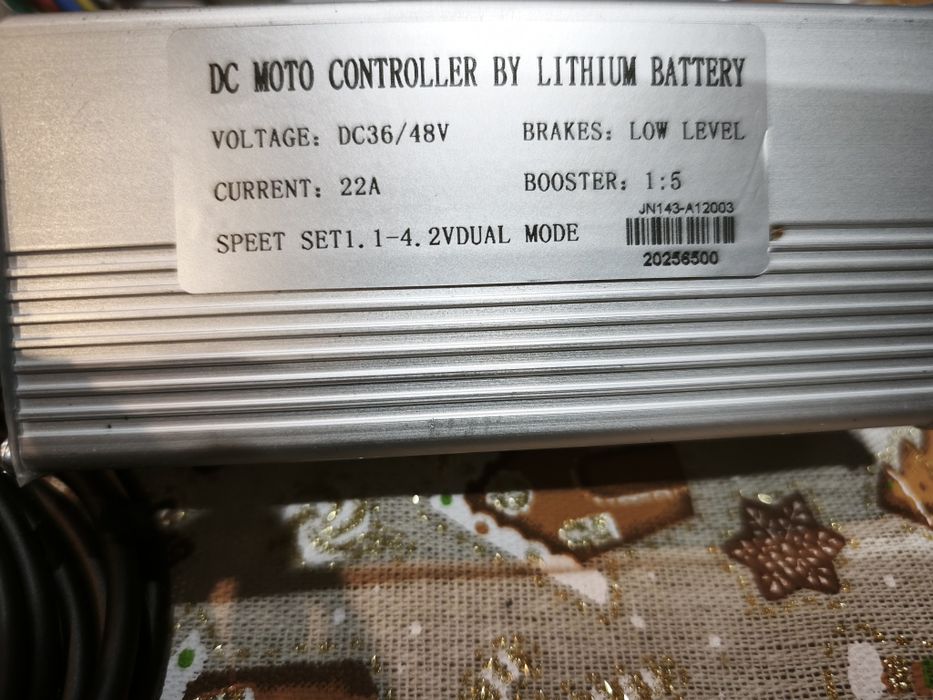 DC MOTO CONTROLLER BY LITHIUM BATTERY
VOLTAGE: DC36/48V BRAKES: LOW LEVEL
CURRENT: 22A BOOSTER: 1:5
SPEET SET1.1-4.2VDUAL MODE
JN143-A12003
20256500